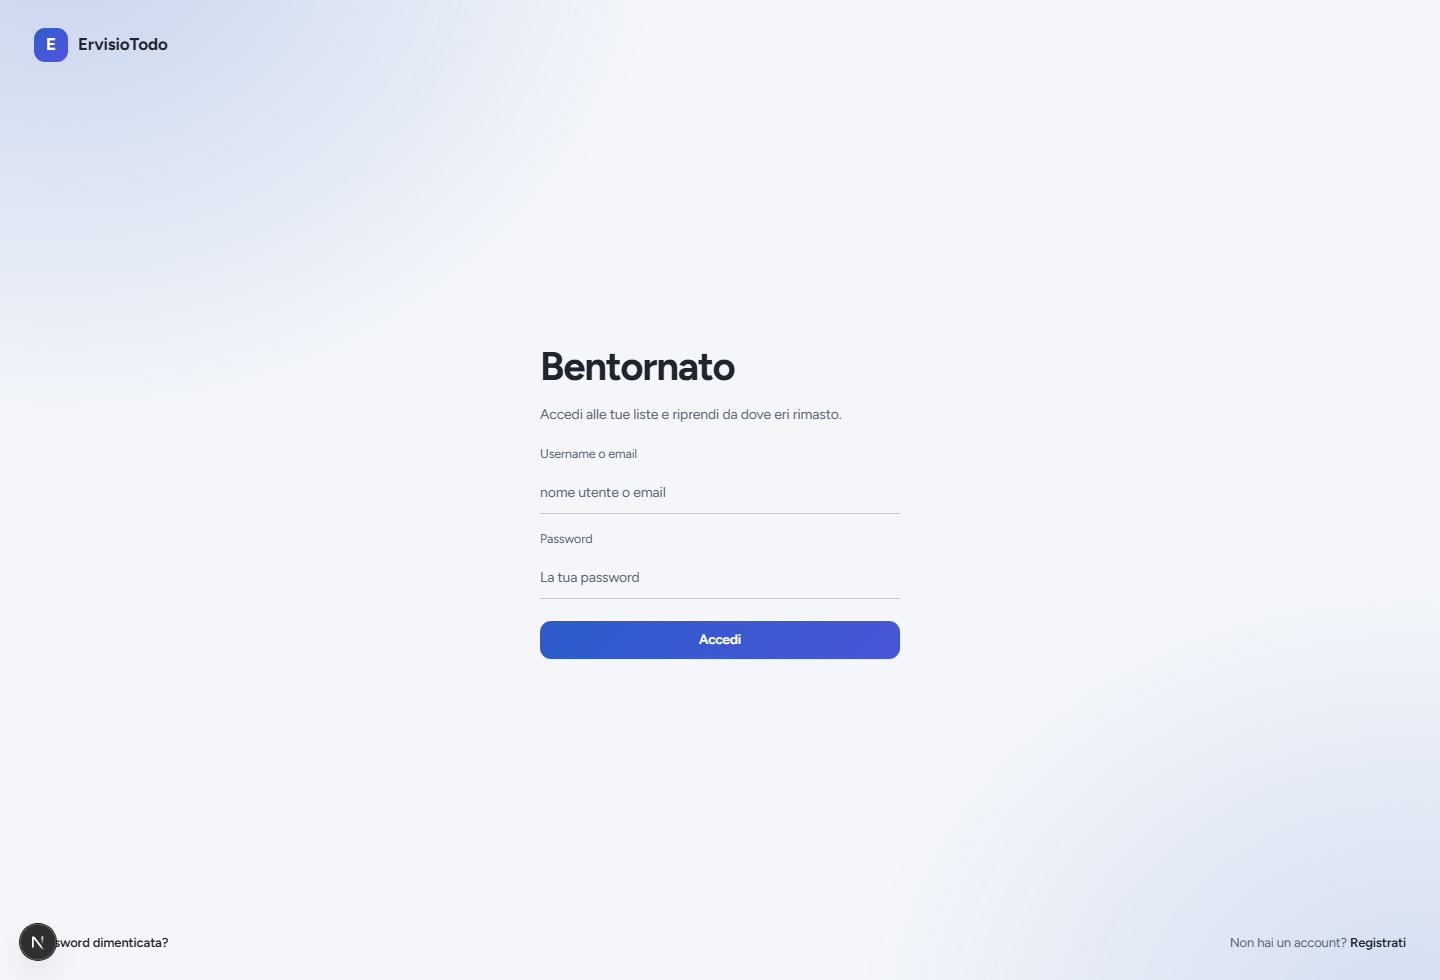 E ErvisioTodo
Bentornato
Accedi alle tue liste e riprendi da dove eri rimasto.
Username o email
nome utente o email
Password
La tua password
Accedi
N sword dimenticata?
Non hai un account? Registrati